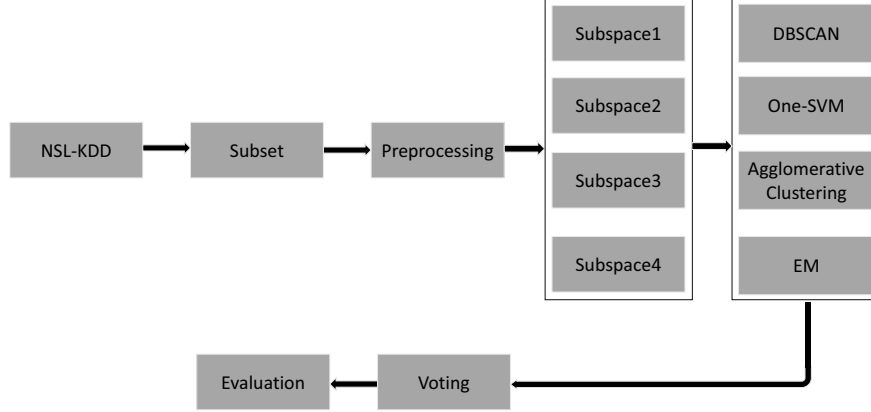 NSL-KDD
Subset
Preprocessing
Subspace1
Subspace2
Subspace3
Subspace4
DBSCAN
One-SVM
Agglomerative
Clustering
EM
Voting
Evaluation